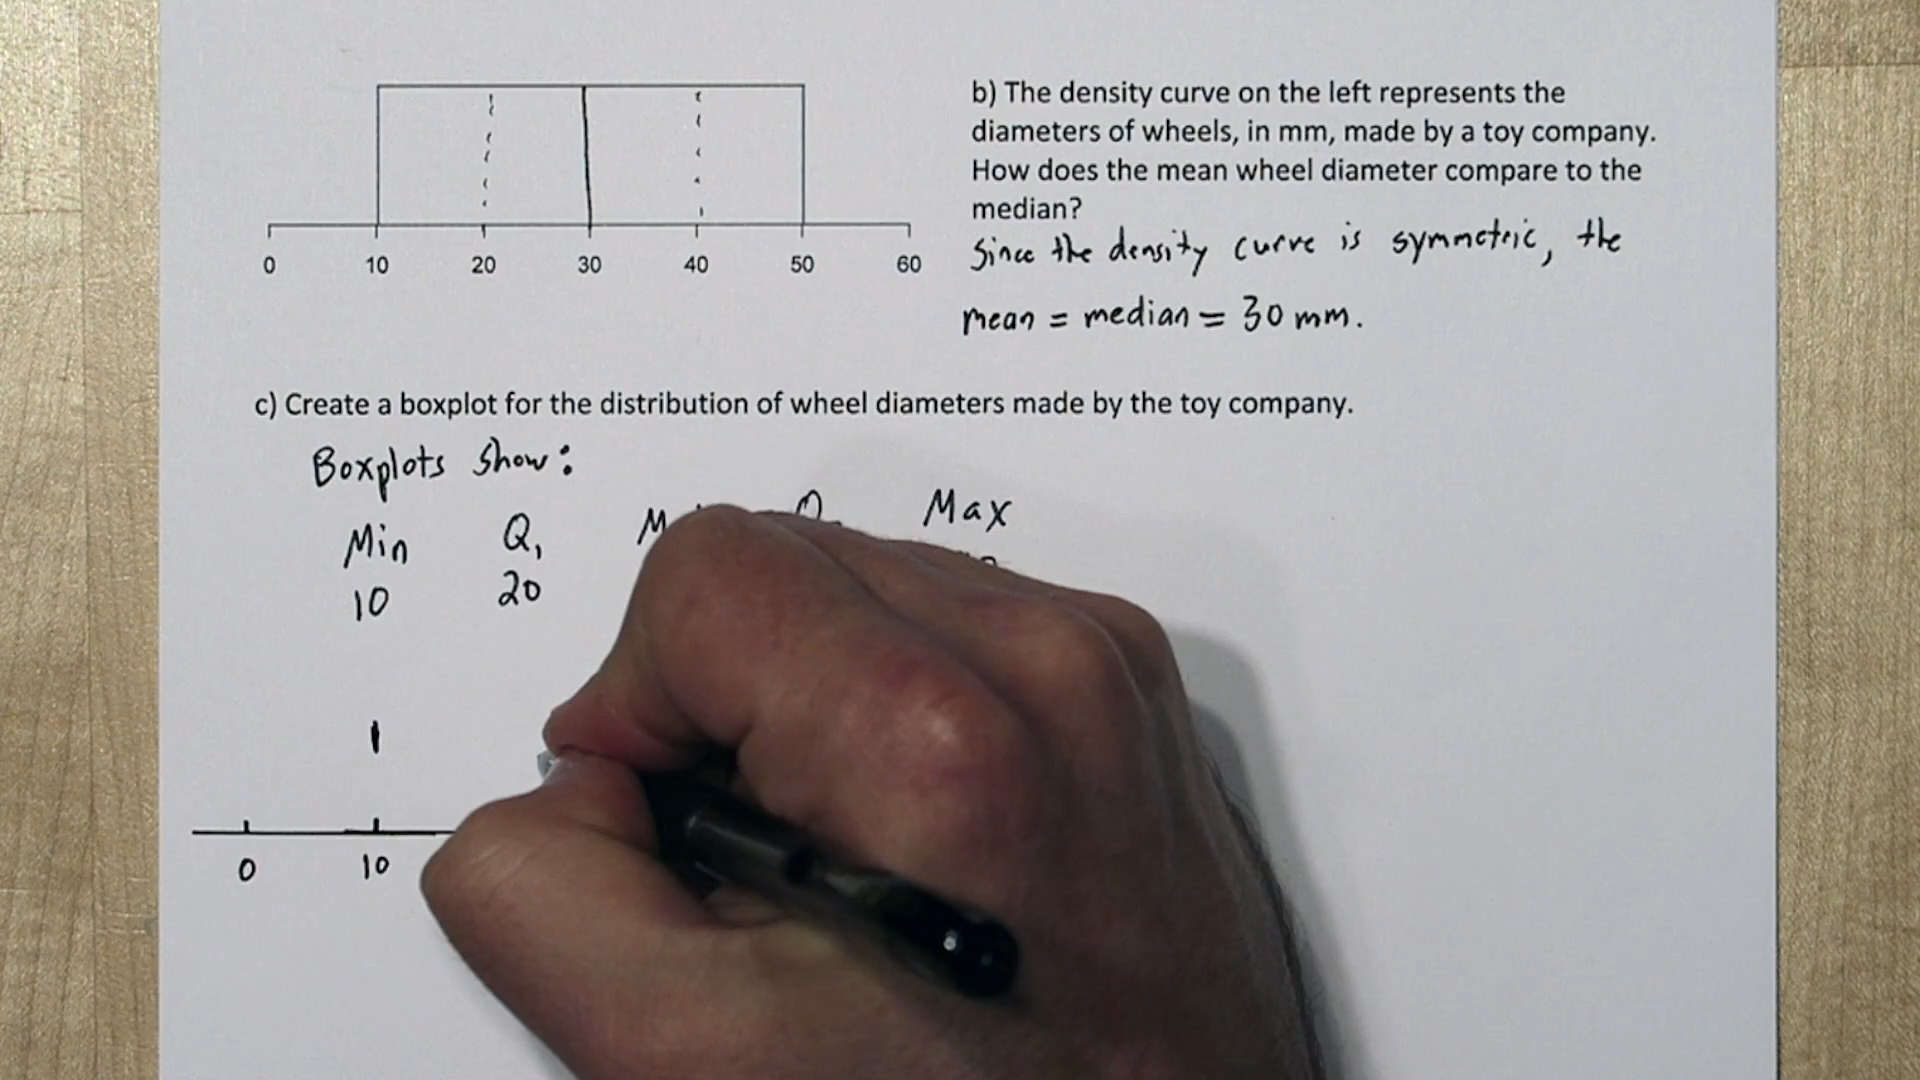 0 10 20 30 40 50 60
b) The density curve on the left represents the
diameters of wheels, in mm, made by a toy company.
How does the mean wheel diameter compare to the
median?
Since the density curve is symmetric, the
mean = median = 30 mm.
c) Create a boxplot for the distribution of wheel diameters made by the toy company.
Boxplots show:
Min Q1 Max
10 20
0 10